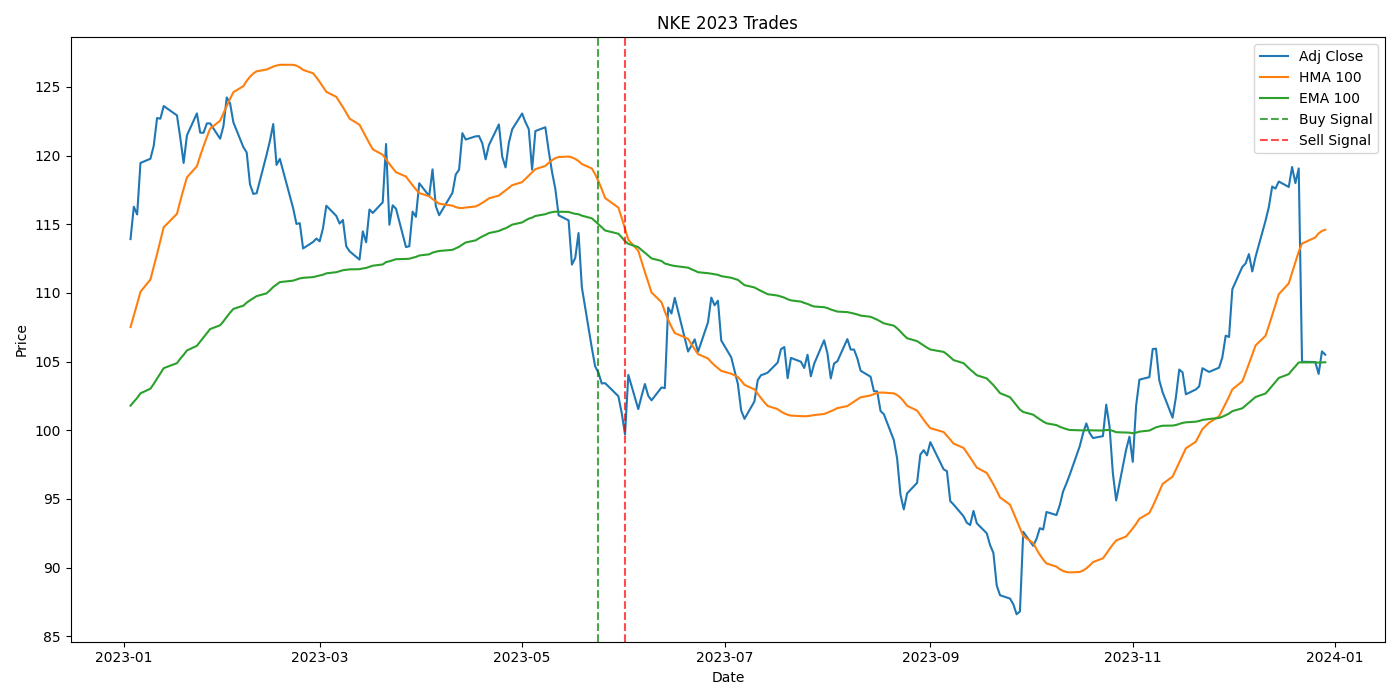 NKE 2023 Trades
Adj Close
HMA 100
EMA 100
Buy Signal
Sell Signal
125
120
115
110
105
100
95
90
85
Price
2023-01
2023-03
2023-05
2023-07
2023-09
2023-11
2024-01
Date